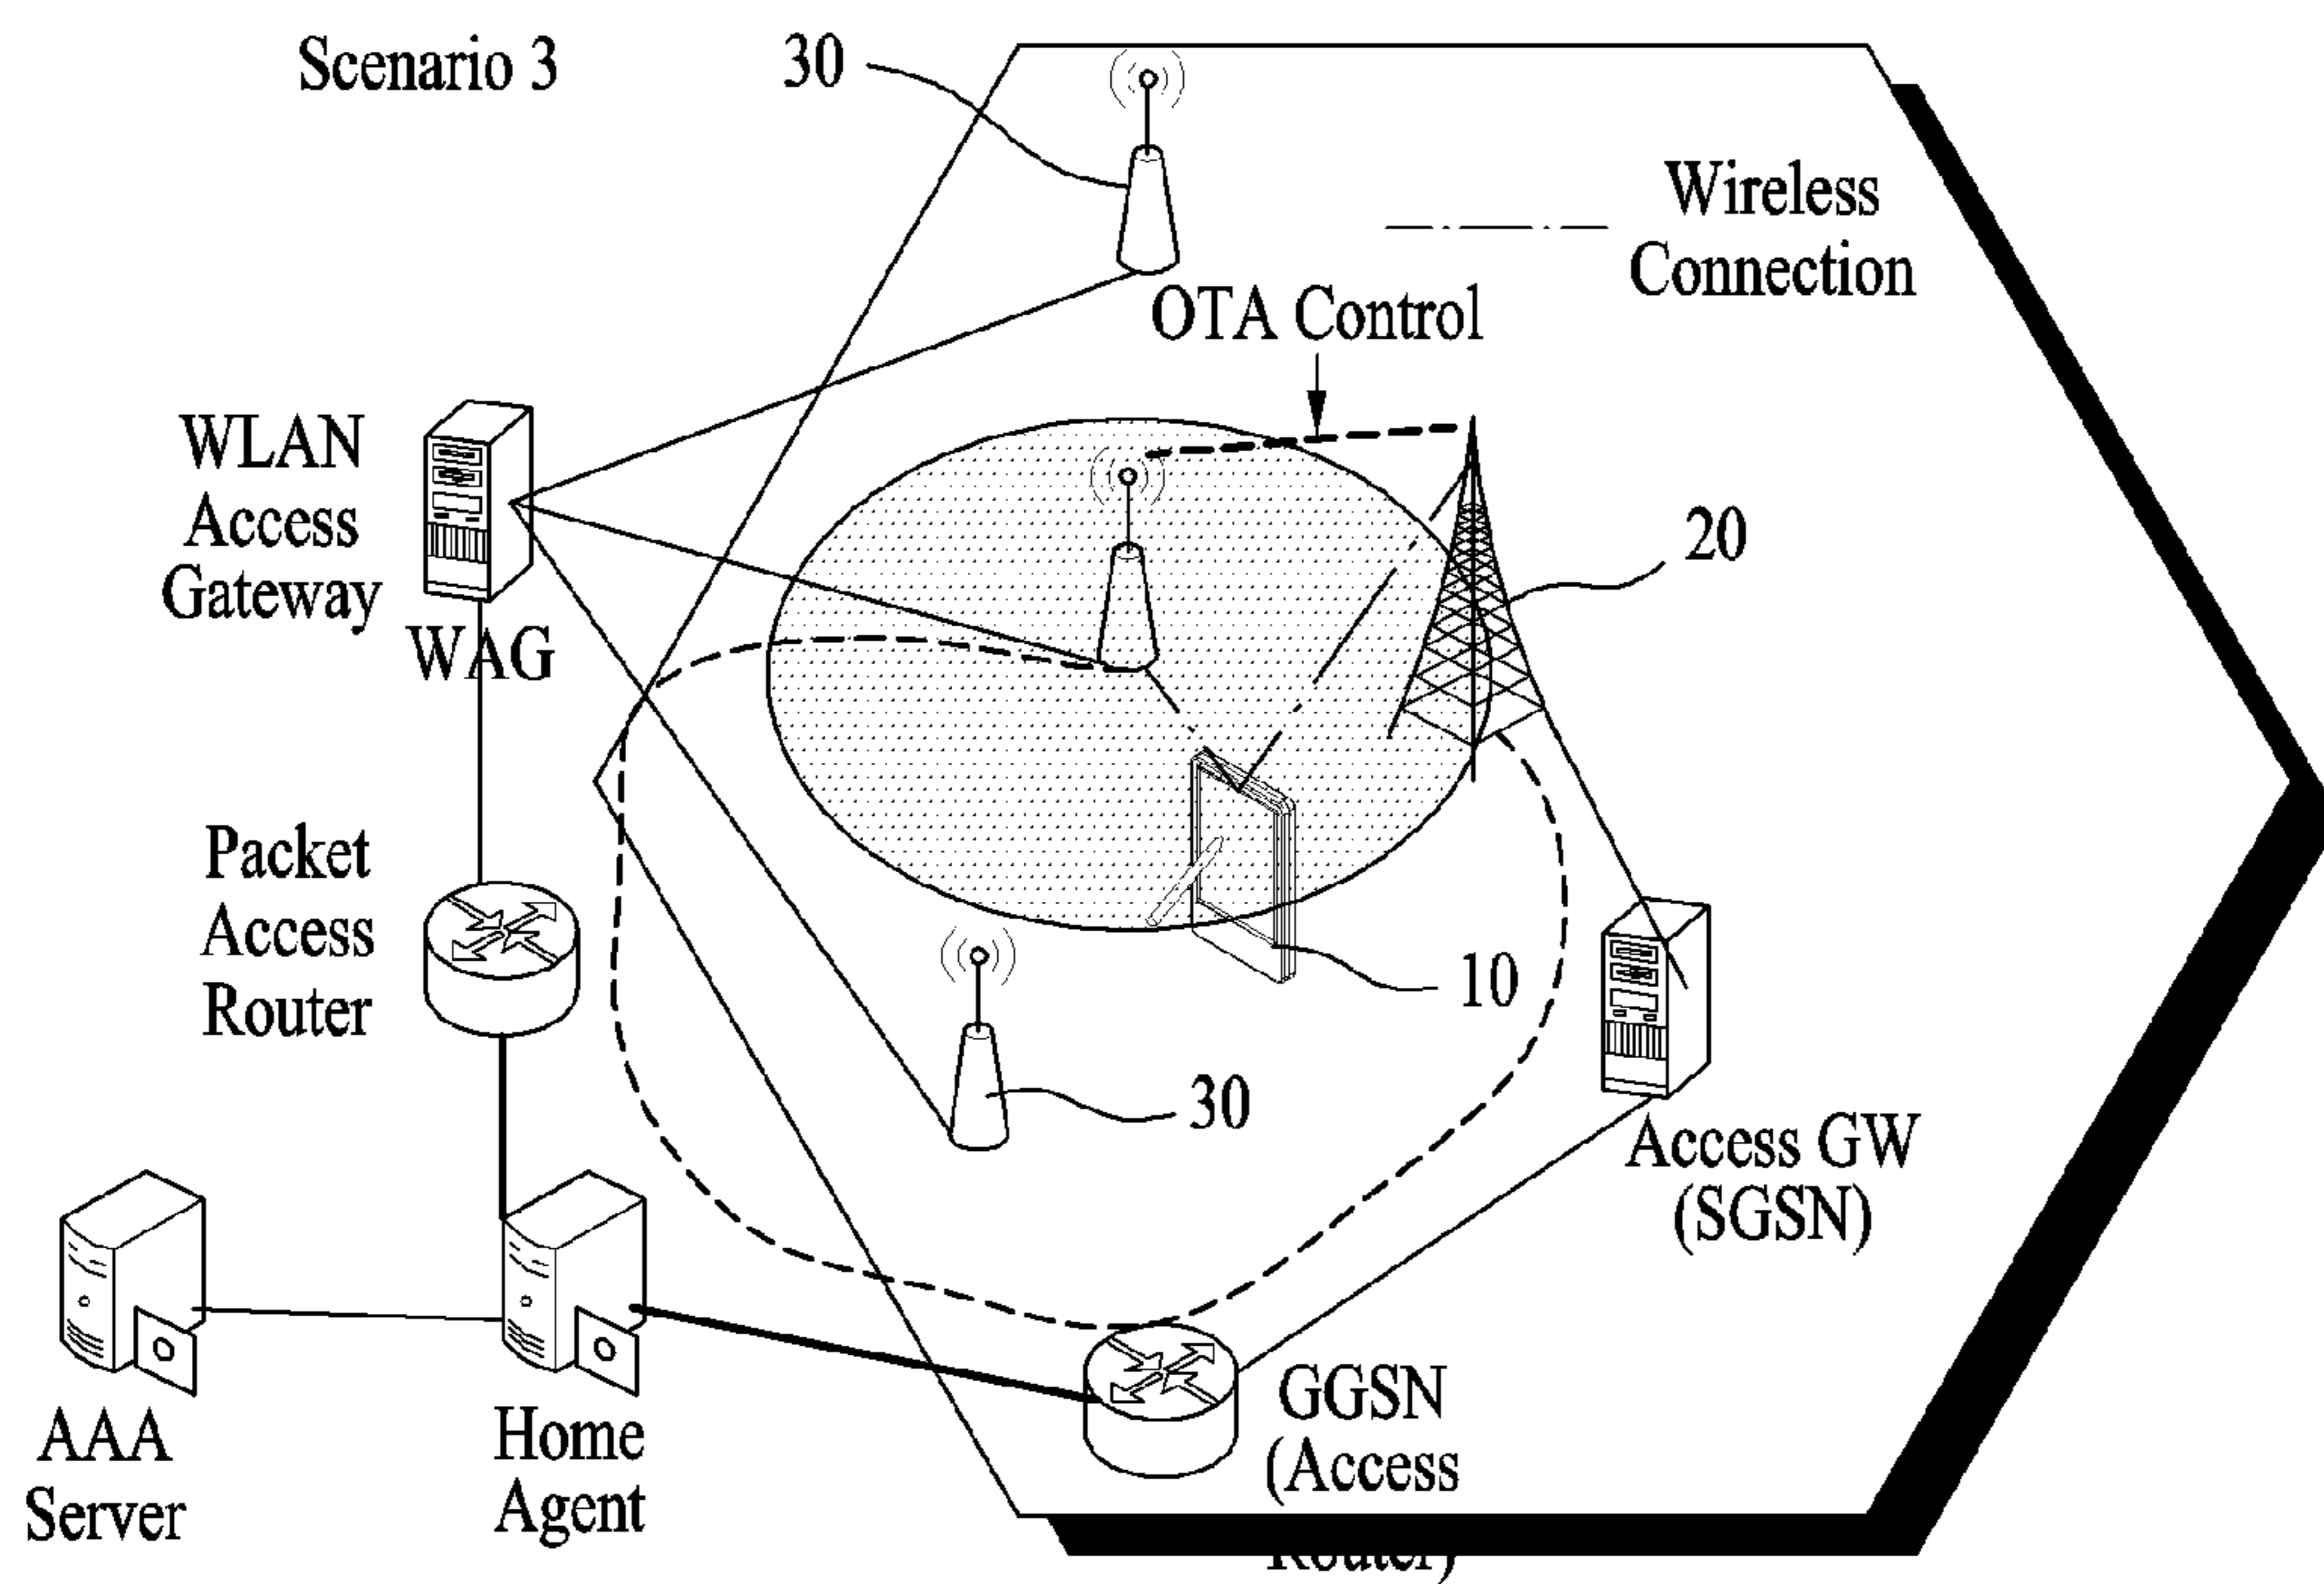 Scenario 3
30
Wireless
Connection
OTA Control
WLAN
Access
Gateway
WAG
20
Packet
Access
Router
10
30
Access GW
(SGSN)
GGSN
(Access
Router)
AAA
Server
Home
Agent